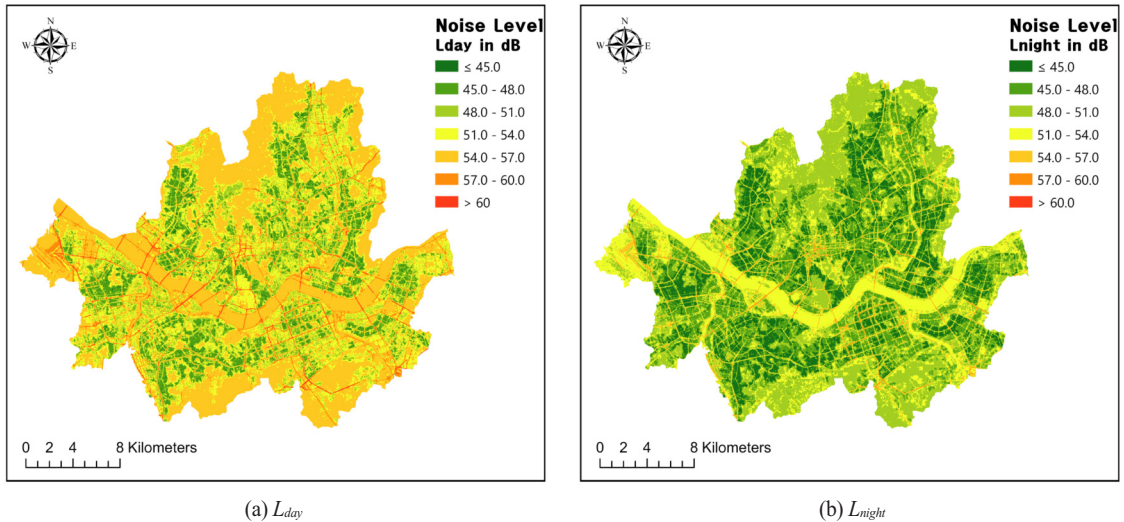 N
W E
S
Noise Level
Lday in dB
≤ 45.0
45.0 - 48.0
48.0 - 51.0
51.0 - 54.0
54.0 - 57.0
57.0 - 60.0
> 60
0 2 4 8 Kilometers
(a) Lday
N
W E
S
Noise Level
Lnight in dB
≤ 45.0
45.0 - 48.0
48.0 - 51.0
51.0 - 54.0
54.0 - 57.0
57.0 - 60.0
> 60.0
0 2 4 8 Kilometers
(b) Lnight